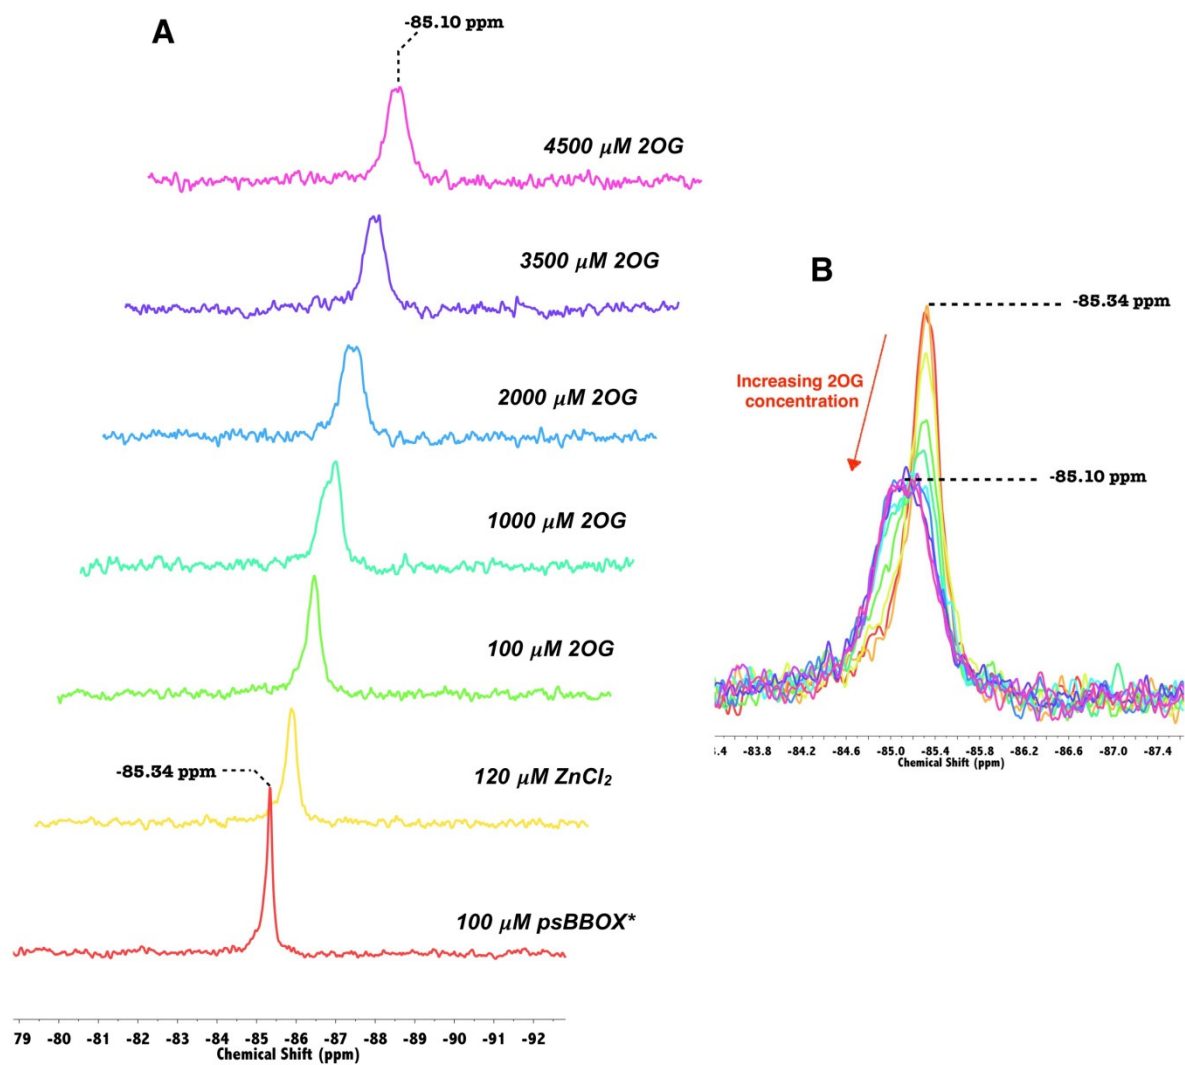 A
-85.10 ppm
4500 μM 2OG
3500 μM 2OG
2000 μM 2OG
1000 μM 2OG
100 μM 2OG
120 μM ZnCl₂
-85.34 ppm
100 μM psBBOX*
79 -80 -81 -82 -83 -84 -85 -86 -87 -88 -89 -90 -91 -92
Chemical Shift (ppm)
B
-85.34 ppm
Increasing 2OG
concentration
-85.10 ppm
.4 -83.8 -84.2 -84.6 -85.0 -85.4 -85.8 -86.2 -86.6 -87.0 -87.4
Chemical Shift (ppm)